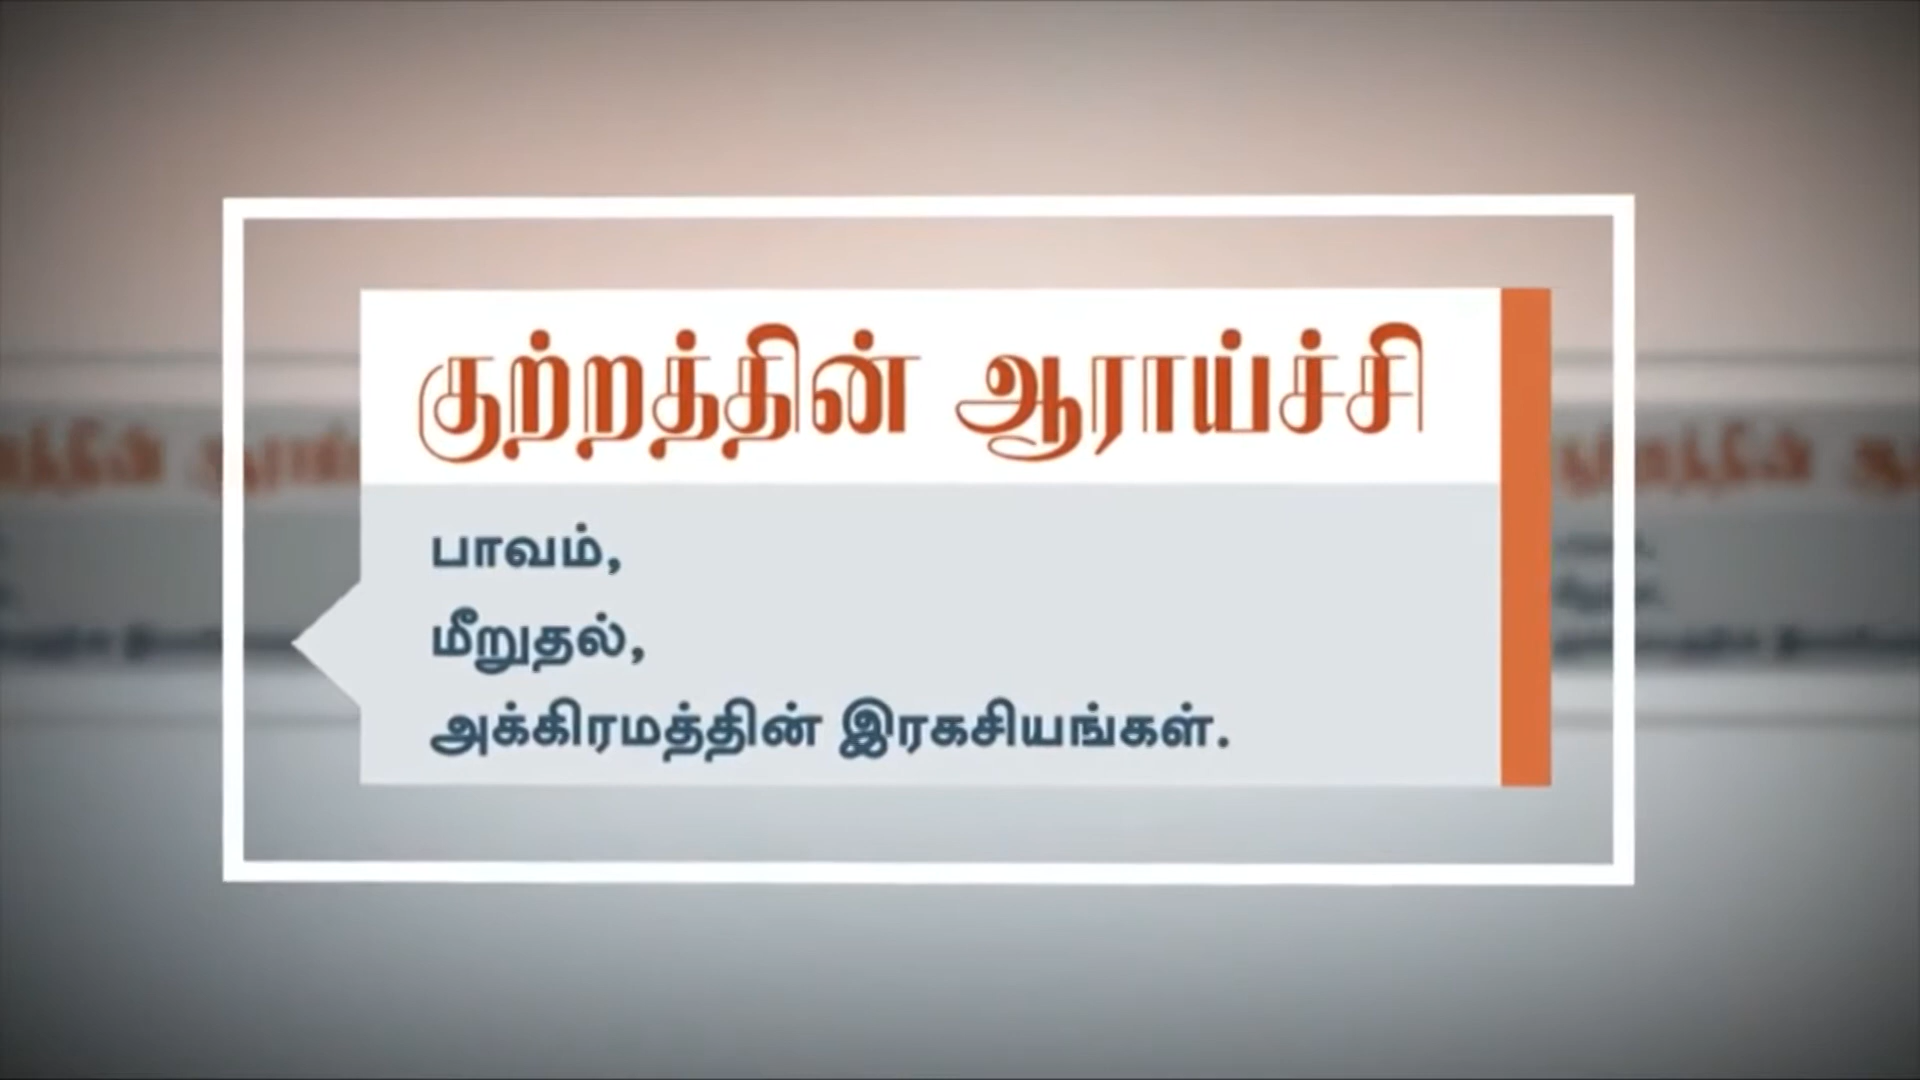 குற்றத்தின் ஆராய்ச்சி
பாவம்,
மீறுதல்,
அக்கிரமத்தின் இரகசியங்கள்.